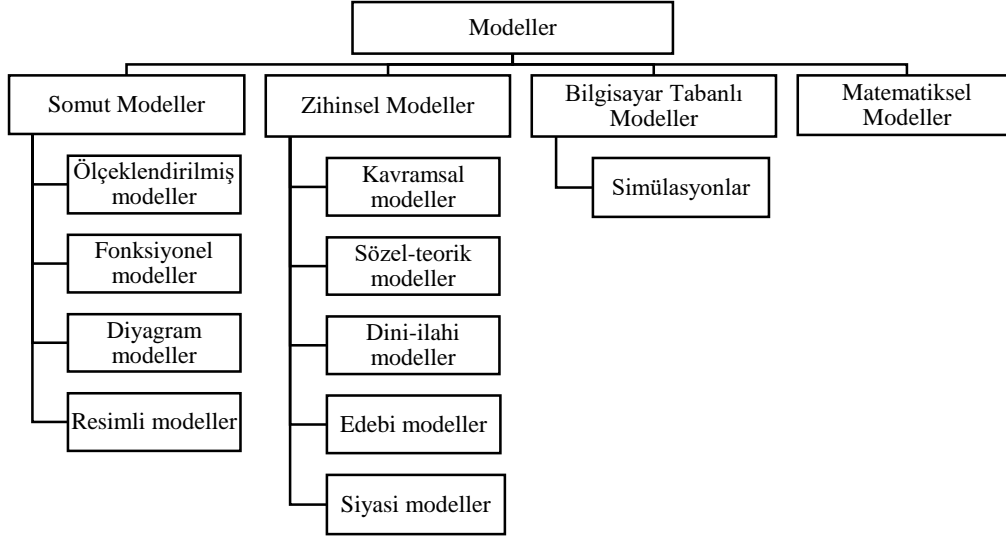 Modeller
Somut Modeller
Ölçeklendirilmiş
modeller
Fonksiyonel
modeller
Diyagram
modeller
Resimli modeller
Zihinsel Modeller
Kavramsal
modeller
Sözel-teorik
modeller
Dini-ilahi
modeller
Edebi modeller
Siyasi modeller
Bilgisayar Tabanlı
Modeller
Simülasyonlar
Matematiksel
Modeller